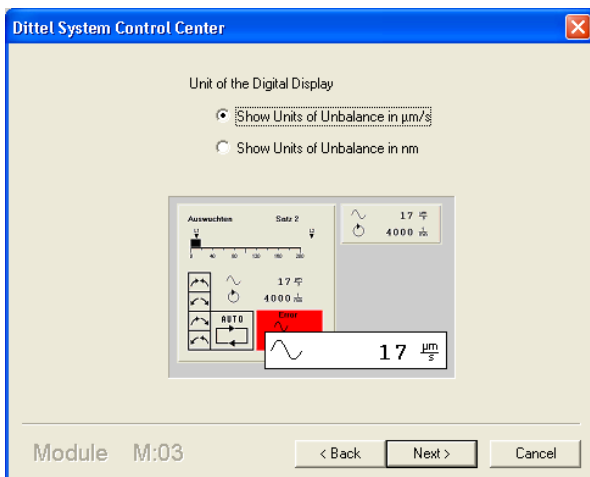 Dittel System Control Center
Unit of the Digital Display
Show Units of Unbalance in µm/s
Show Units of Unbalance in nm
Auswuchten Satz 2
L1 L2
0 40 80 120 160 200
17
4000
AUTO
Error
17
4000
17 µm/s
Module M:03
< Back Next > Cancel